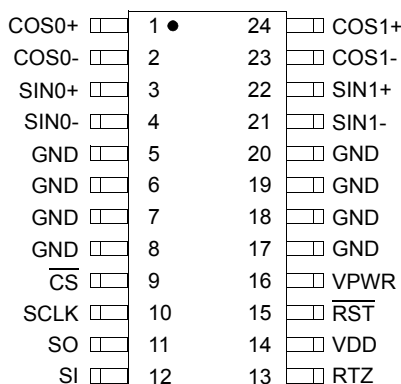 COS0+ 1 24 COS1+
COS0- 2 23 COS1-
SIN0+ 3 22 SIN1+
SIN0- 4 21 SIN1-
GND 5 20 GND
GND 6 19 GND
GND 7 18 GND
GND 8 17 GND
C̅S̅ 9 16 VPWR
SCLK 10 15 R̅S̅T̅
SO 11 14 VDD
SI 12 13 RTZ